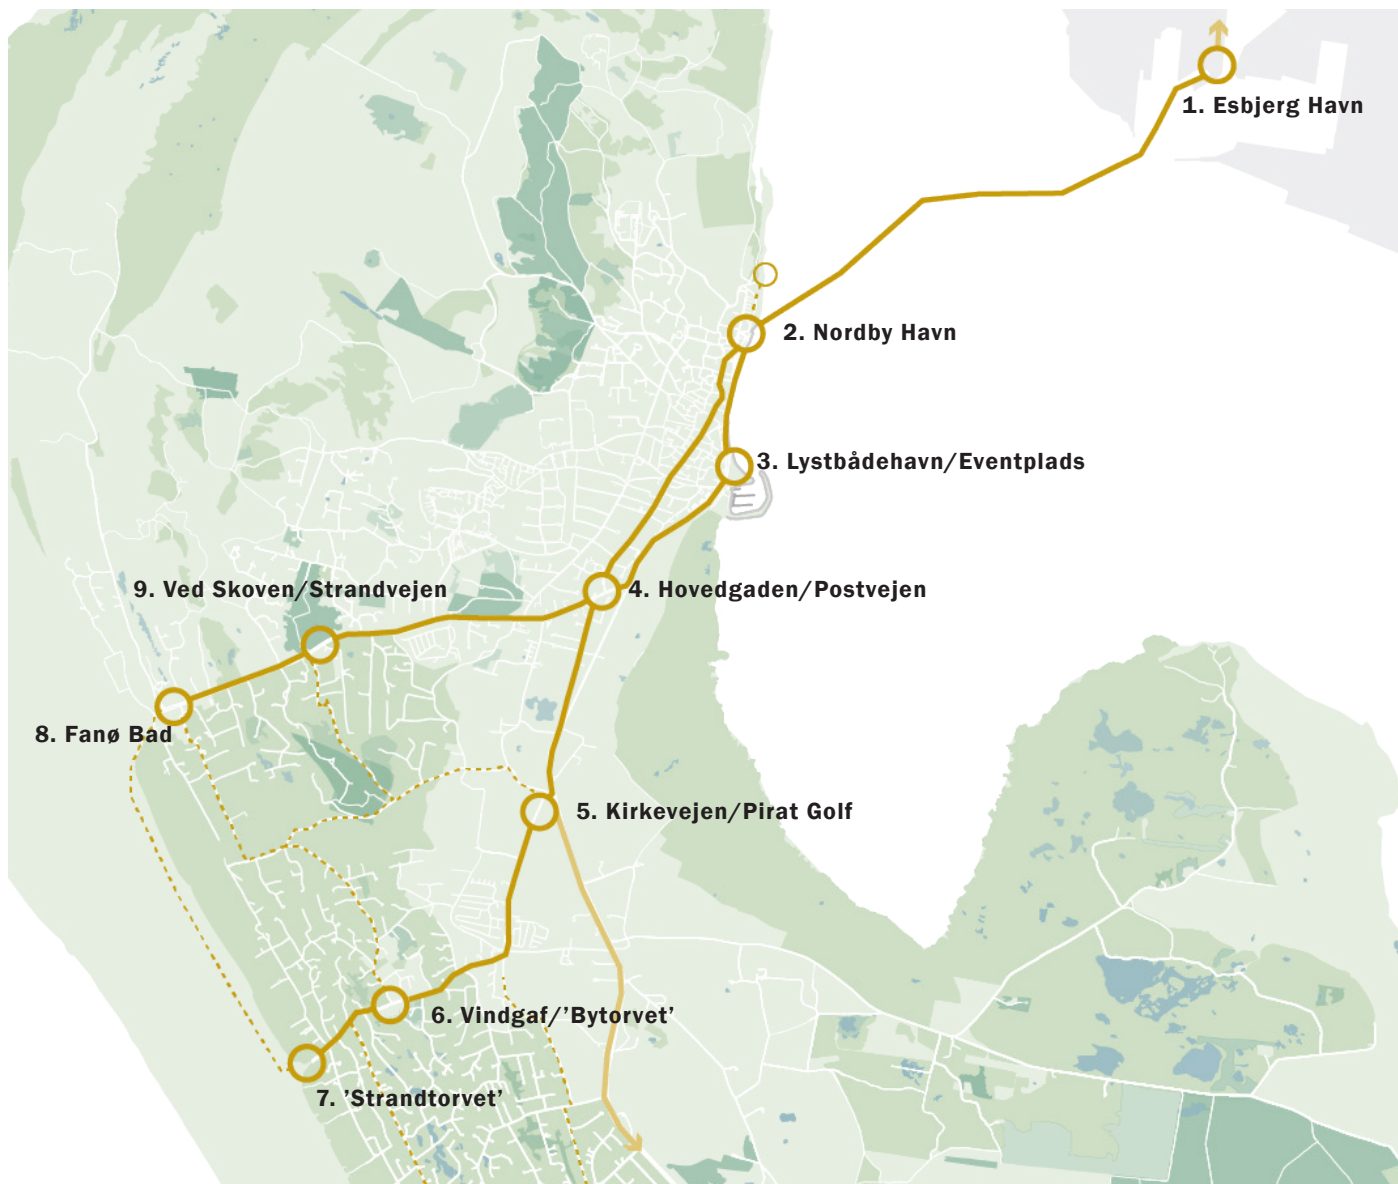 1. Esbjerg Havn
2. Nordby Havn
3. Lystbådehavn/Eventplads
9. Ved Skoven/Strandvejen
4. Hovedgaden/Postvejen
8. Fanø Bad
5. Kirkevejen/Pirat Golf
6. Vindgaf/’Bytorvet’
7. ’Strandtorvet’